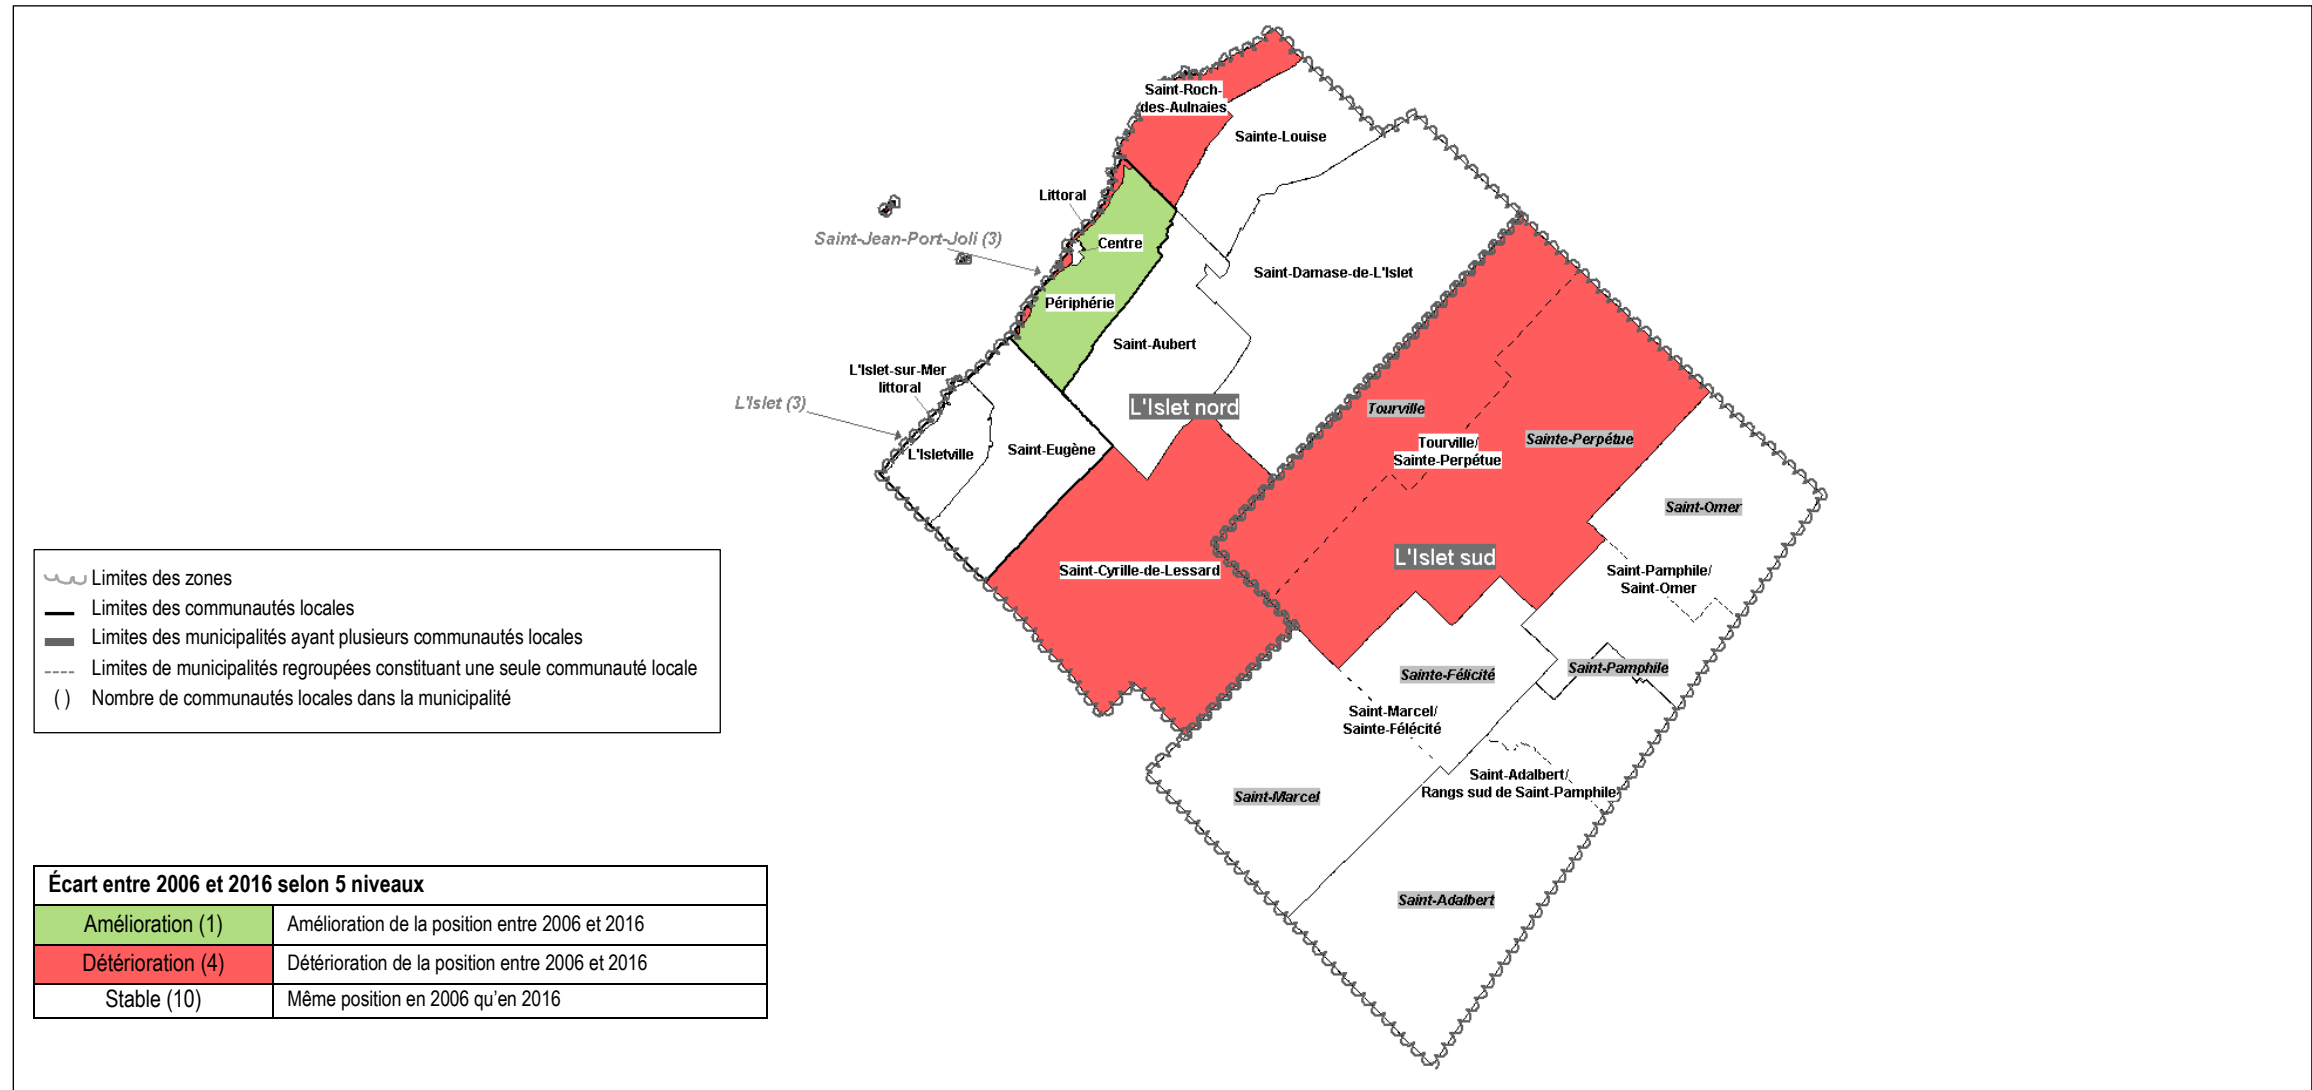 Saint-Roch-
des-Aulnaies
Sainte-Louise
Littoral
Saint-Jean-Port-Joli (3)
Centre
Saint-Damase-de-L'Islet
Périphérie
Saint-Aubert
L'Islet-sur-Mer
littoral
L'Islet (3)
L'Islet nord
Tourville
Sainte-Perpétue
Tourville/
Sainte-Perpétue
L'Isletville
Saint-Eugène
Saint-Omer
L'Islet sud
Saint-Cyrille-de-Lessard
Saint-Pamphile/
Saint-Omer
Sainte-Félicité
Saint-Pamphile
Saint-Marcel/
Sainte-Félécité
Saint-Adalbert/
Rangs sud de Saint-Pamphile
Saint-Marcel
Saint-Adalbert
Limites des zones
Limites des communautés locales
Limites des municipalités ayant plusieurs communautés locales
Limites de municipalités regroupées constituant une seule communauté locale
( ) Nombre de communautés locales dans la municipalité
Écart entre 2006 et 2016 selon 5 niveaux
Amélioration (1) Amélioration de la position entre 2006 et 2016
Détérioration (4) Détérioration de la position entre 2006 et 2016
Stable (10) Même position en 2006 qu'en 2016